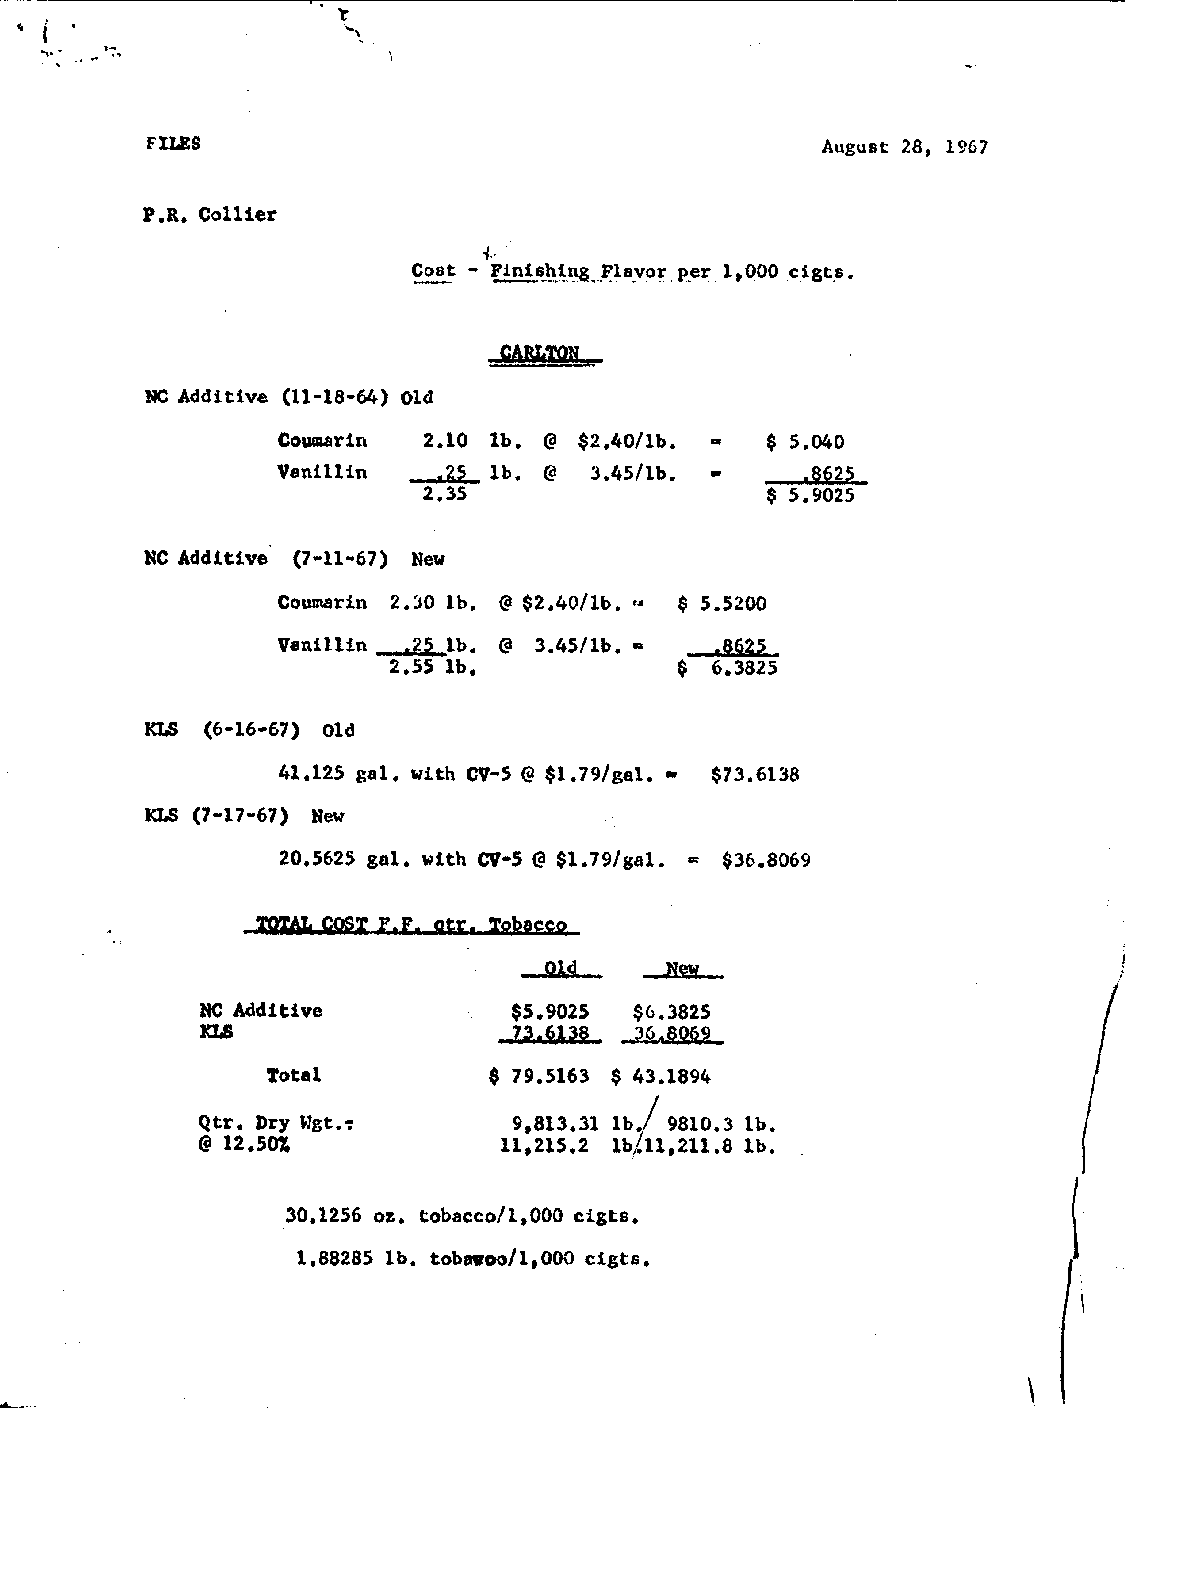 FILES
August 28, 1967
P.R. Collier
Cost - Finishing Flavor per 1,000 cigts.
CARLTON
NC Additive (11-18-64) Old
Coumarin 2.10 lb. @ $2.40/lb. = $ 5.040
Vanillin .25 lb. @ 3.45/lb. = .8625
2.35 $ 5.9025
NC Additive (7-11-67) New
Coumarin 2.30 lb. @ $2.40/lb. = $ 5.5200
Vanillin .25 lb. @ 3.45/lb. = .8625
2.55 lb. $ 6.3825
KLS (6-16-67) Old
41.125 gal. with CV-5 @ $1.79/gal. = $73.6138
KLS (7-17-67) New
20.5625 gal. with CV-5 @ $1.79/gal. = $36.8069
TOTAL COST F.F. qtr. Tobacco
Old New
NC Additive $5.9025 $6.3825
KLS 73.6138 36.8069
Total $ 79.5163 $ 43.1894
Qtr. Dry Wgt.- 9,813.31 lb./ 9810.3 lb.
@ 12.50% 11,215.2 lb/11,211.8 lb.
30.1256 oz. tobacco/1,000 cigts.
1.88285 lb. tobacco/1,000 cigts.